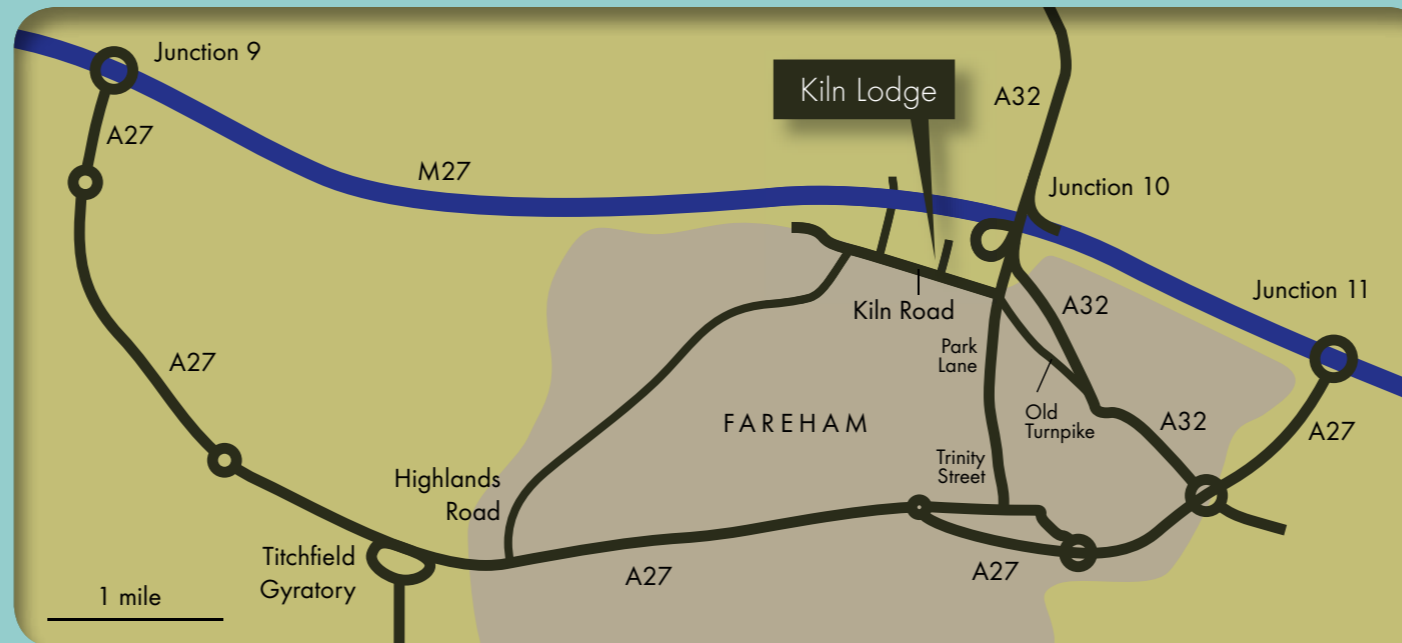 Junction 9
Kiln Lodge
A32
A27
M27
Junction 10
Junction 11
Kiln Road
A32
Park
Lane
A27
Old
Turnpike
A32
A27
FAREHAM
Trinity
Street
Highlands
Road
Titchfield
Gyratory
A27
A27
1 mile